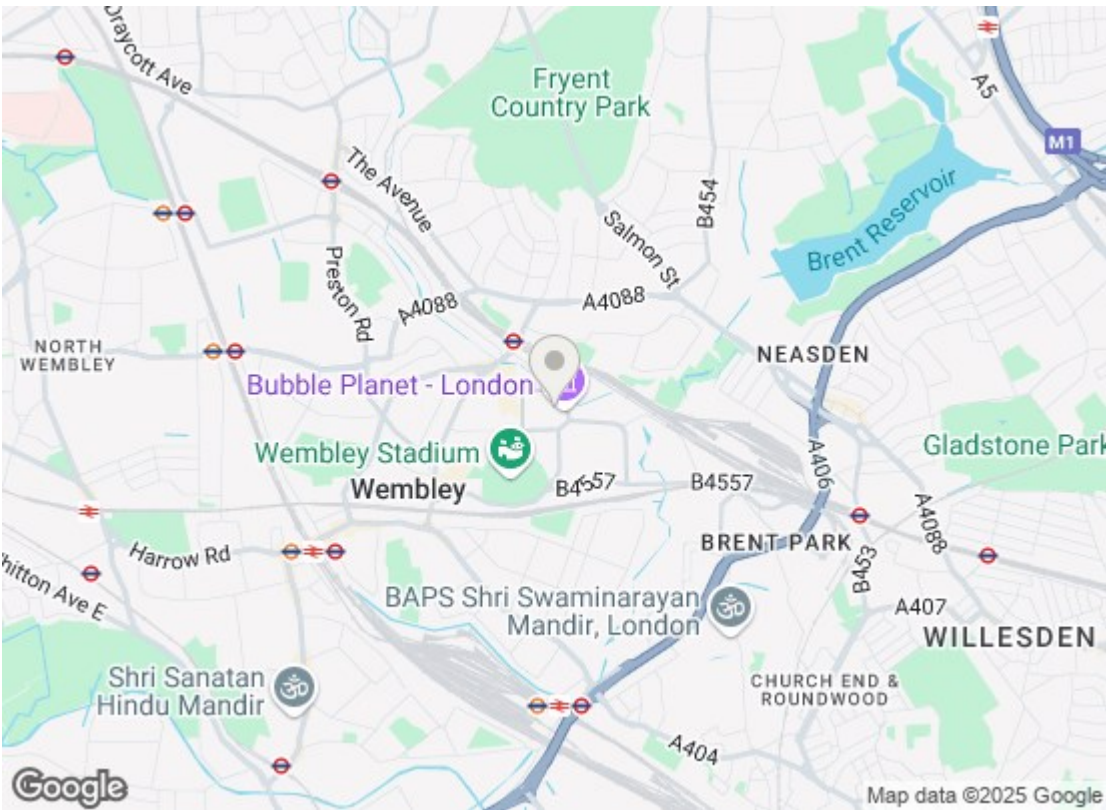 Draycott Ave
Fryent
Country Park
A5
M1
The Avenue
B454
Salmon St
Brent Reservoir
Preston Rd
A4088
A4088
NORTH
WEMBLEY
NEASDEN
Bubble Planet - London
Wembley Stadium
Gladstone Park
Wembley
B4557
B4557
A406
A4088
BRENT PARK
Harrow Rd
Whitton Ave E
B453
BAPS Shri Swaminarayan
Mandir, London
A407
WILLESDEN
Shri Sanatan
Hindu Mandir
CHURCH END &
ROUNDWOOD
ॐ
ॐ
A404
Google
Map data ©2025 Google